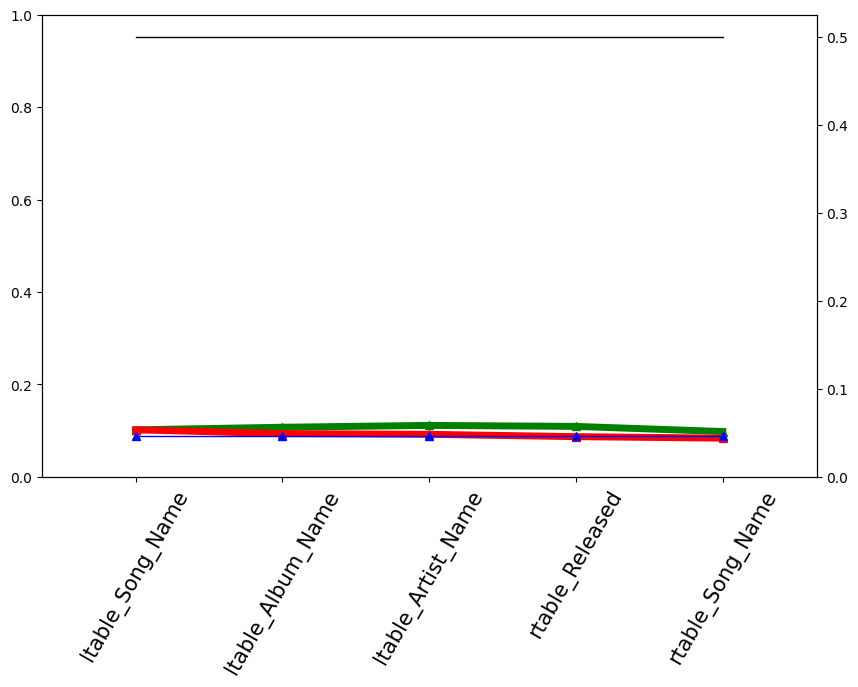 1.0
0.8
0.6
0.4
0.2
0.0
0.5
0.4
0.3
0.2
0.1
0.0
ltable_Song_Name
ltable_Album_Name
ltable_Artist_Name
rtable_Released
rtable_Song_Name